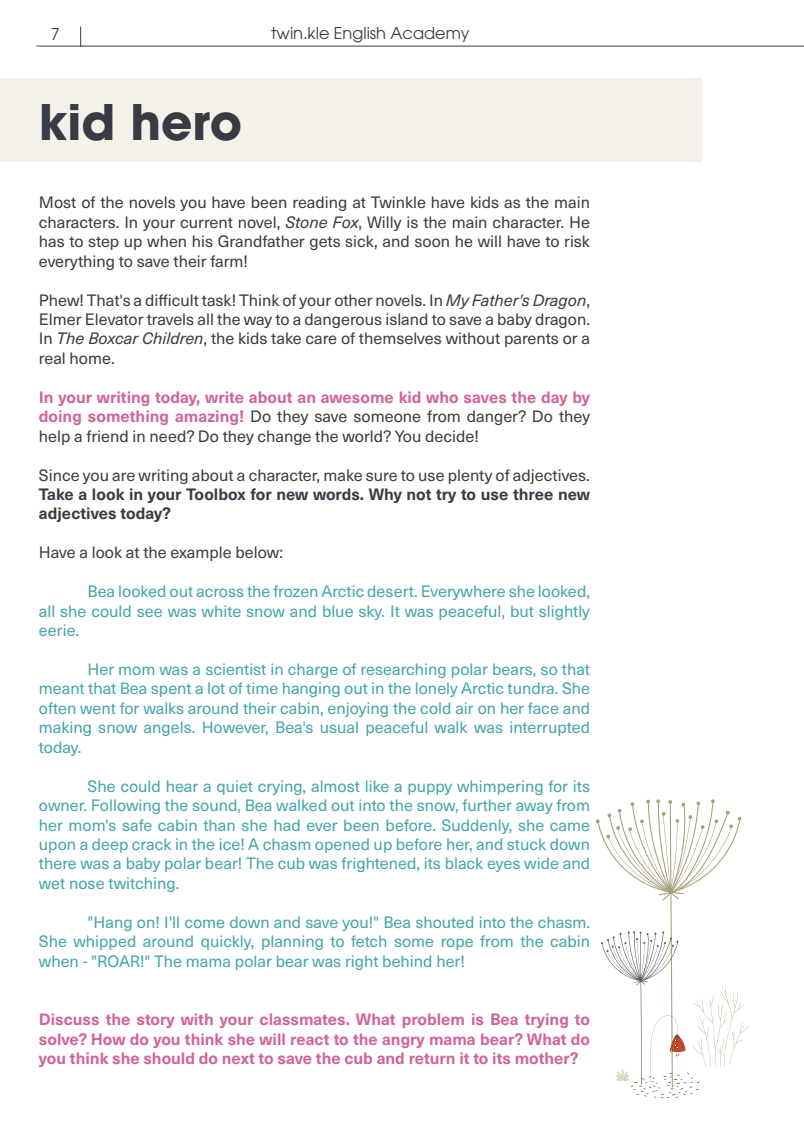 7
twin.kle English Academy
kid hero
Most of the novels you have been reading at Twinkle have kids as the main
characters. In your current novel, Stone Fox, Willy is the main character. He
has to step up when his Grandfather gets sick, and soon he will have to risk
everything to save their farm!
Phew! That's a difficult task! Think of your other novels. In My Father's Dragon,
Elmer Elevator travels all the way to a dangerous island to save a baby dragon.
In The Boxcar Children, the kids take care of themselves without parents or a
real home.
In your writing today, write about an awesome kid who saves the day by
doing something amazing! Do they save someone from danger? Do they
help a friend in need? Do they change the world? You decide!
Since you are writing about a character, make sure to use plenty of adjectives.
Take a look in your Toolbox for new words. Why not try to use three new
adjectives today?
Have a look at the example below:
Bea looked out across the frozen Arctic desert. Everywhere she looked,
all she could see was white snow and blue sky. It was peaceful, but slightly
eerie.
Her mom was a scientist in charge of researching polar bears, so that
meant that Bea spent a lot of time hanging out in the lonely Arctic tundra. She
often went for walks around their cabin, enjoying the cold air on her face and
making snow angels. However, Bea's usual peaceful walk was interrupted
today.
She could hear a quiet crying, almost like a puppy whimpering for its
owner. Following the sound, Bea walked out into the snow, further away from
her mom's safe cabin than she had ever been before. Suddenly, she came
upon a deep crack in the ice! A chasm opened up before her, and stuck down
there was a baby polar bear! The cub was frightened, its black eyes wide and
wet nose twitching.
"Hang on! I'll come down and save you!" Bea shouted into the chasm.
She whipped around quickly, planning to fetch some rope from the cabin
when - "ROAR!" The mama polar bear was right behind her!
Discuss the story with your classmates. What problem is Bea trying to
solve? How do you think she will react to the angry mama bear? What do
you think she should do next to save the cub and return it to its mother?